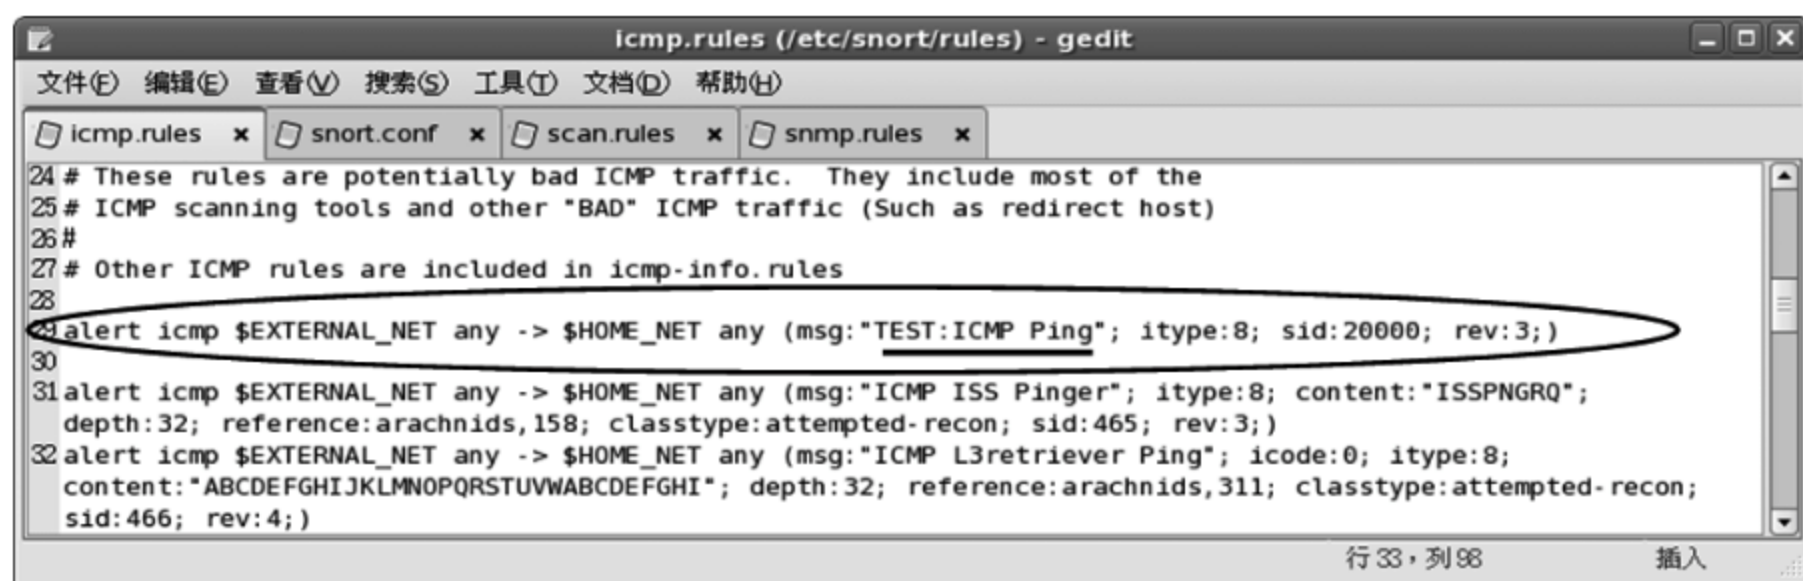 icmp.rules (/etc/snort/rules) - gedit
文件(F) 编辑(E) 查看(V) 搜索(S) 工具(T) 文档(D) 帮助(H)
icmp.rules × snort.conf × scan.rules × snmp.rules ×
24 # These rules are potentially bad ICMP traffic.  They include most of the
25 # ICMP scanning tools and other "BAD" ICMP traffic (Such as redirect host)
26 #
27 # Other ICMP rules are included in icmp-info.rules
28
29 alert icmp $EXTERNAL_NET any -> $HOME_NET any (msg:"TEST:ICMP Ping"; itype:8; sid:20000; rev:3;)
30
31 alert icmp $EXTERNAL_NET any -> $HOME_NET any (msg:"ICMP ISS Pinger"; itype:8; content:"ISSPNGRQ";
depth:32; reference:arachnids,158; classtype:attempted-recon; sid:465; rev:3;)
32 alert icmp $EXTERNAL_NET any -> $HOME_NET any (msg:"ICMP L3retriever Ping"; icode:0; itype:8;
content:"ABCDEFGHIJKLMNOPQRSTUVWABCDEFGHI"; depth:32; reference:arachnids,311; classtype:attempted-recon;
sid:466; rev:4;)
行 33，列 98 插入